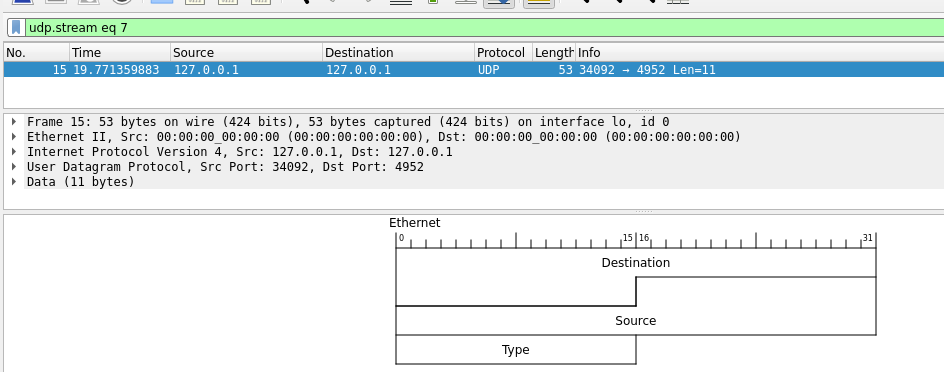 udp.stream eq 7
No. Time Source Destination Protocol Length Info
15 19.771359883 127.0.0.1 127.0.0.1 UDP 53 34092 → 4952 Len=11
Frame 15: 53 bytes on wire (424 bits), 53 bytes captured (424 bits) on interface lo, id 0
Ethernet II, Src: 00:00:00_00:00:00 (00:00:00:00:00:00), Dst: 00:00:00_00:00:00 (00:00:00:00:00:00)
Internet Protocol Version 4, Src: 127.0.0.1, Dst: 127.0.0.1
User Datagram Protocol, Src Port: 34092, Dst Port: 4952
Data (11 bytes)
Ethernet
0 15 16 31
Destination
Source
Type